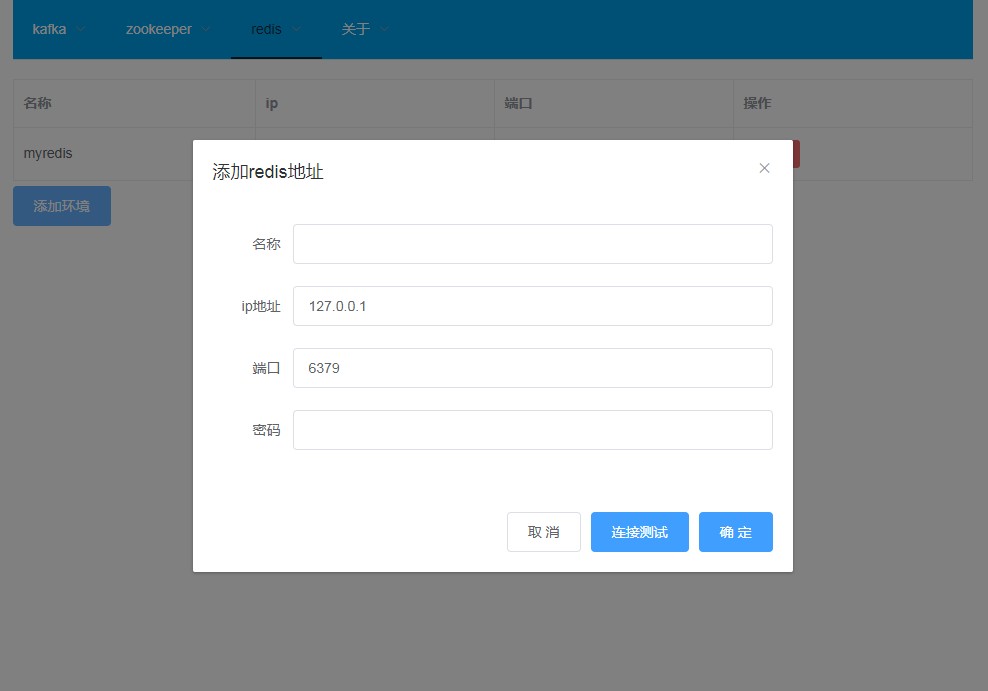 kafka zookeeper redis 关于
名称 ip 端口 操作
myredis
添加环境
添加redis地址
名称
ip地址 127.0.0.1
端口 6379
密码
取 消 连接测试 确 定